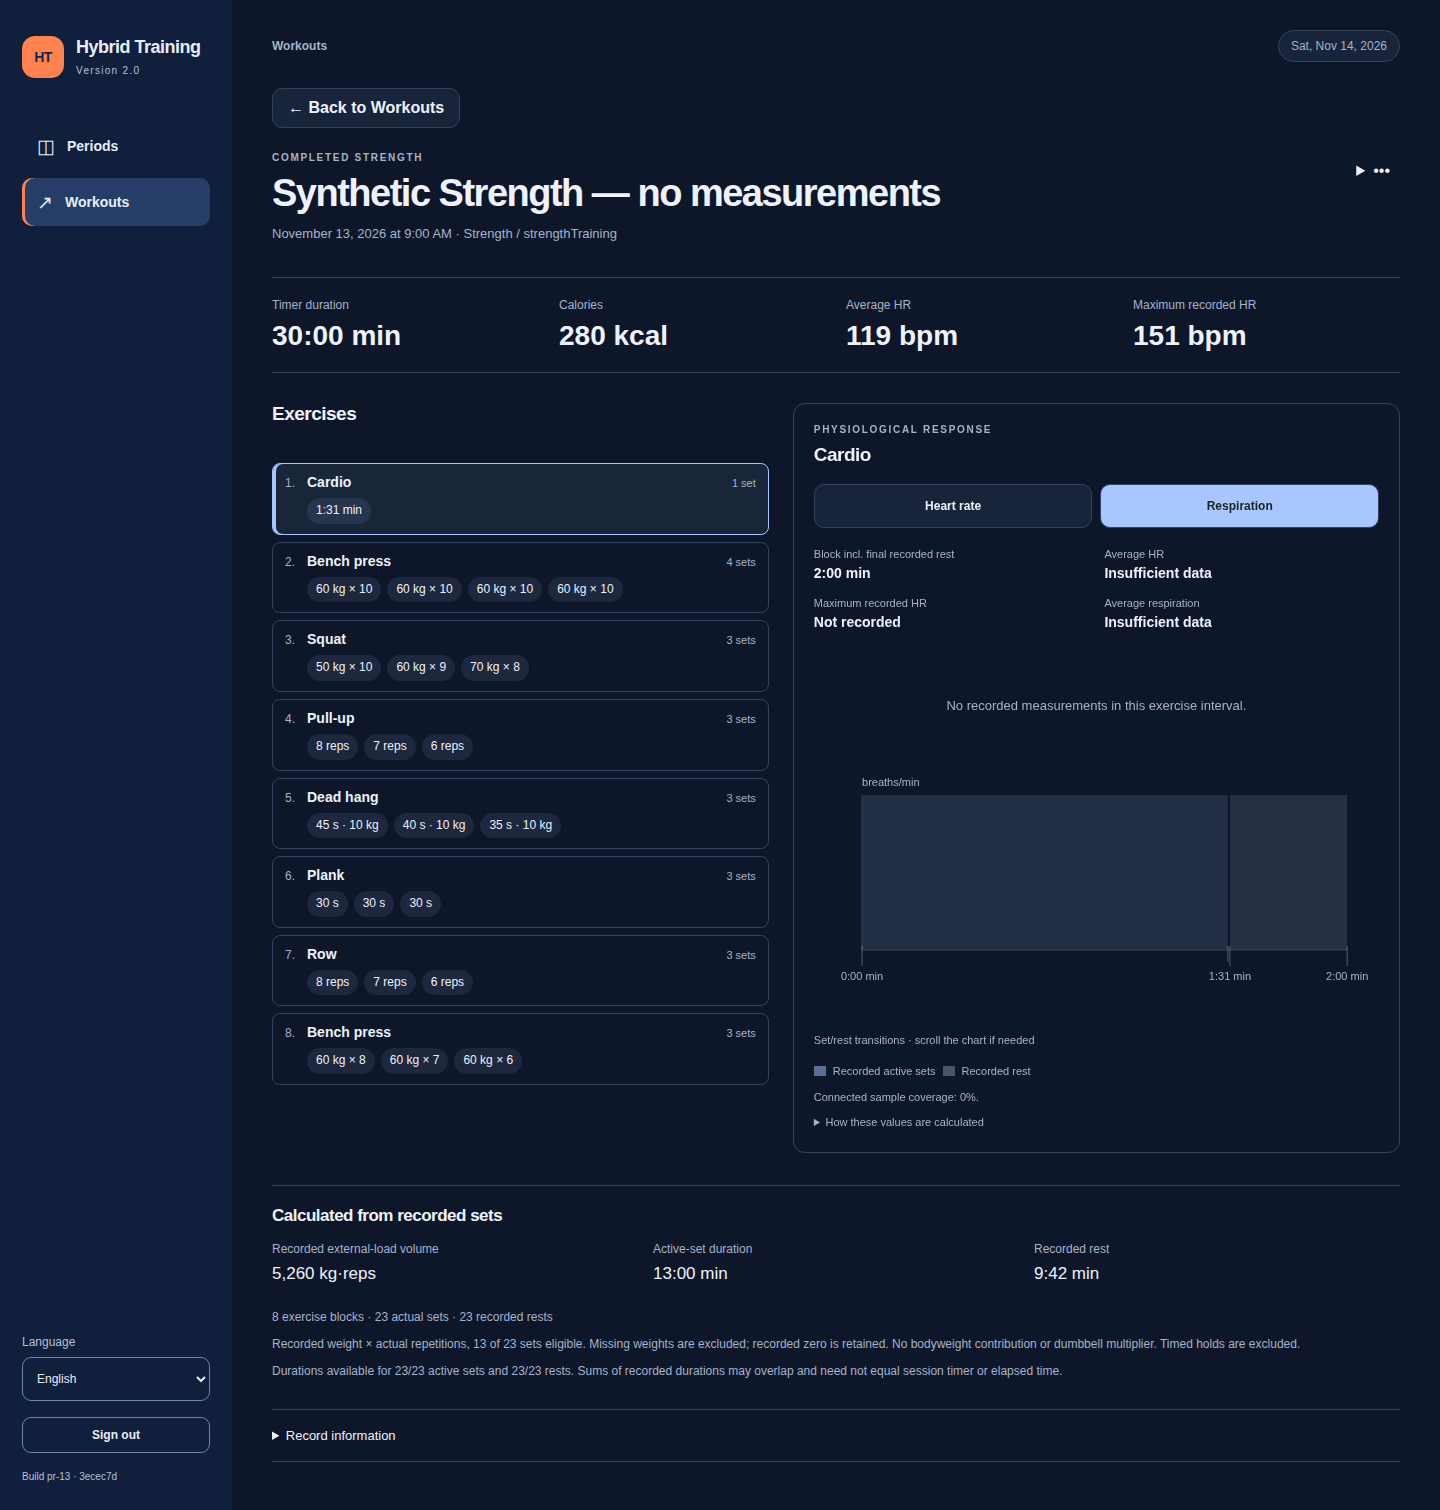 HT
Hybrid Training
Version 2.0
Periods
Workouts
Language
English
Sign out
Build pr-13 · 3ecec7d
Workouts
Sat, Nov 14, 2026
← Back to Workouts
COMPLETED STRENGTH
•••
Synthetic Strength — no measurements
November 13, 2026 at 9:00 AM · Strength / strengthTraining
Timer duration
30:00 min
Calories
280 kcal
Average HR
119 bpm
Maximum recorded HR
151 bpm
Exercises
1. Cardio 1 set
1:31 min
2. Bench press 4 sets
60 kg × 10 60 kg × 10 60 kg × 10 60 kg × 10
3. Squat 3 sets
50 kg × 10 60 kg × 9 70 kg × 8
4. Pull-up 3 sets
8 reps 7 reps 6 reps
5. Dead hang 3 sets
45 s · 10 kg 40 s · 10 kg 35 s · 10 kg
6. Plank 3 sets
30 s 30 s 30 s
7. Row 3 sets
8 reps 7 reps 6 reps
8. Bench press 3 sets
60 kg × 8 60 kg × 7 60 kg × 6
PHYSIOLOGICAL RESPONSE
Cardio
Heart rate Respiration
Block incl. final recorded rest
2:00 min
Average HR
Insufficient data
Maximum recorded HR
Not recorded
Average respiration
Insufficient data
No recorded measurements in this exercise interval.
breaths/min
0:00 min 1:31 min 2:00 min
Set/rest transitions · scroll the chart if needed
Recorded active sets Recorded rest
Connected sample coverage: 0%.
How these values are calculated
Calculated from recorded sets
Recorded external-load volume
5,260 kg·reps
Active-set duration
13:00 min
Recorded rest
9:42 min
8 exercise blocks · 23 actual sets · 23 recorded rests
Recorded weight × actual repetitions, 13 of 23 sets eligible. Missing weights are excluded; recorded zero is retained. No bodyweight contribution or dumbbell multiplier. Timed holds are excluded.
Durations available for 23/23 active sets and 23/23 rests. Sums of recorded durations may overlap and need not equal session timer or elapsed time.
Record information